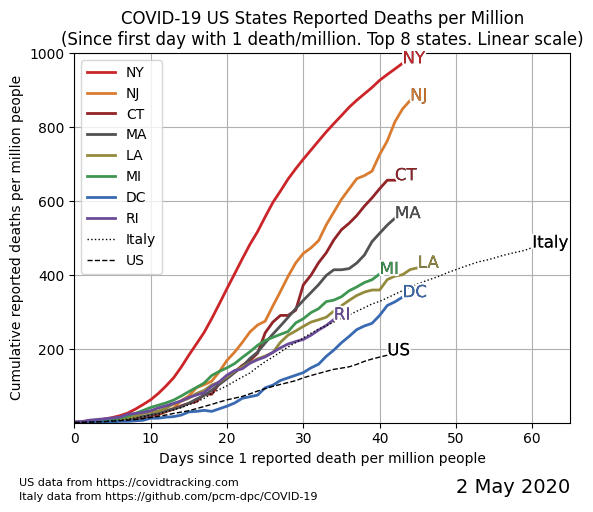 COVID-19 US States Reported Deaths per Million
(Since first day with 1 death/million. Top 8 states. Linear scale)
Cumulative reported deaths per million people
1000
800
600
400
200
NY
NJ
CT
MA
LA
MI
DC
RI
Italy
US
NY
NJ
CT
MA
Italy
LA
MI
DC
RI
US
0
10
20
30
40
50
60
Days since 1 reported death per million people
US data from https://covidtracking.com
Italy data from https://github.com/pcm-dpc/COVID-19
2 May 2020